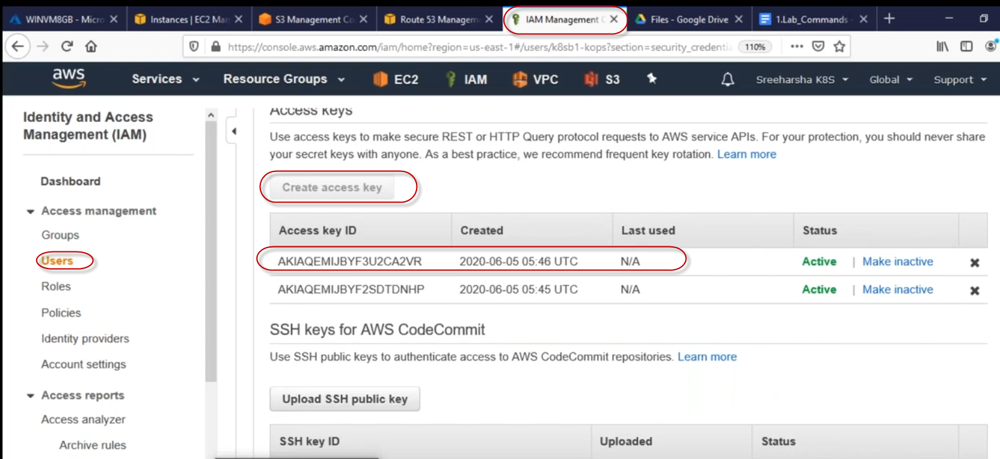 WINVM8GB - Micro
Instances | EC2 Man
S3 Management Co
Route 53 Managem
IAM Management C
Files - Google Drive
1.Lab_Commands -
https://console.aws.amazon.com/iam/home?region=us-east-1#/users/k8sb1-kops?section=security_credentia
110%
aws
Services
Resource Groups
EC2
IAM
VPC
S3
Sreeharsha K8S
Global
Support
Identity and Access
Management (IAM)
Dashboard
Access management
Groups
Users
Roles
Policies
Identity providers
Account settings
Access reports
Access analyzer
Archive rules
Access keys
Use access keys to make secure REST or HTTP Query protocol requests to AWS service APIs. For your protection, you should never share
your secret keys with anyone. As a best practice, we recommend frequent key rotation. Learn more
Create access key
Access key ID Created Last used Status
AKIAQEMIJBYF3U2CA2VR 2020-06-05 05:46 UTC N/A Active | Make inactive
AKIAQEMIJBYF2SDTDNHP 2020-06-05 05:45 UTC N/A Active | Make inactive
SSH keys for AWS CodeCommit
Use SSH public keys to authenticate access to AWS CodeCommit repositories. Learn more
Upload SSH public key
SSH key ID Uploaded Status